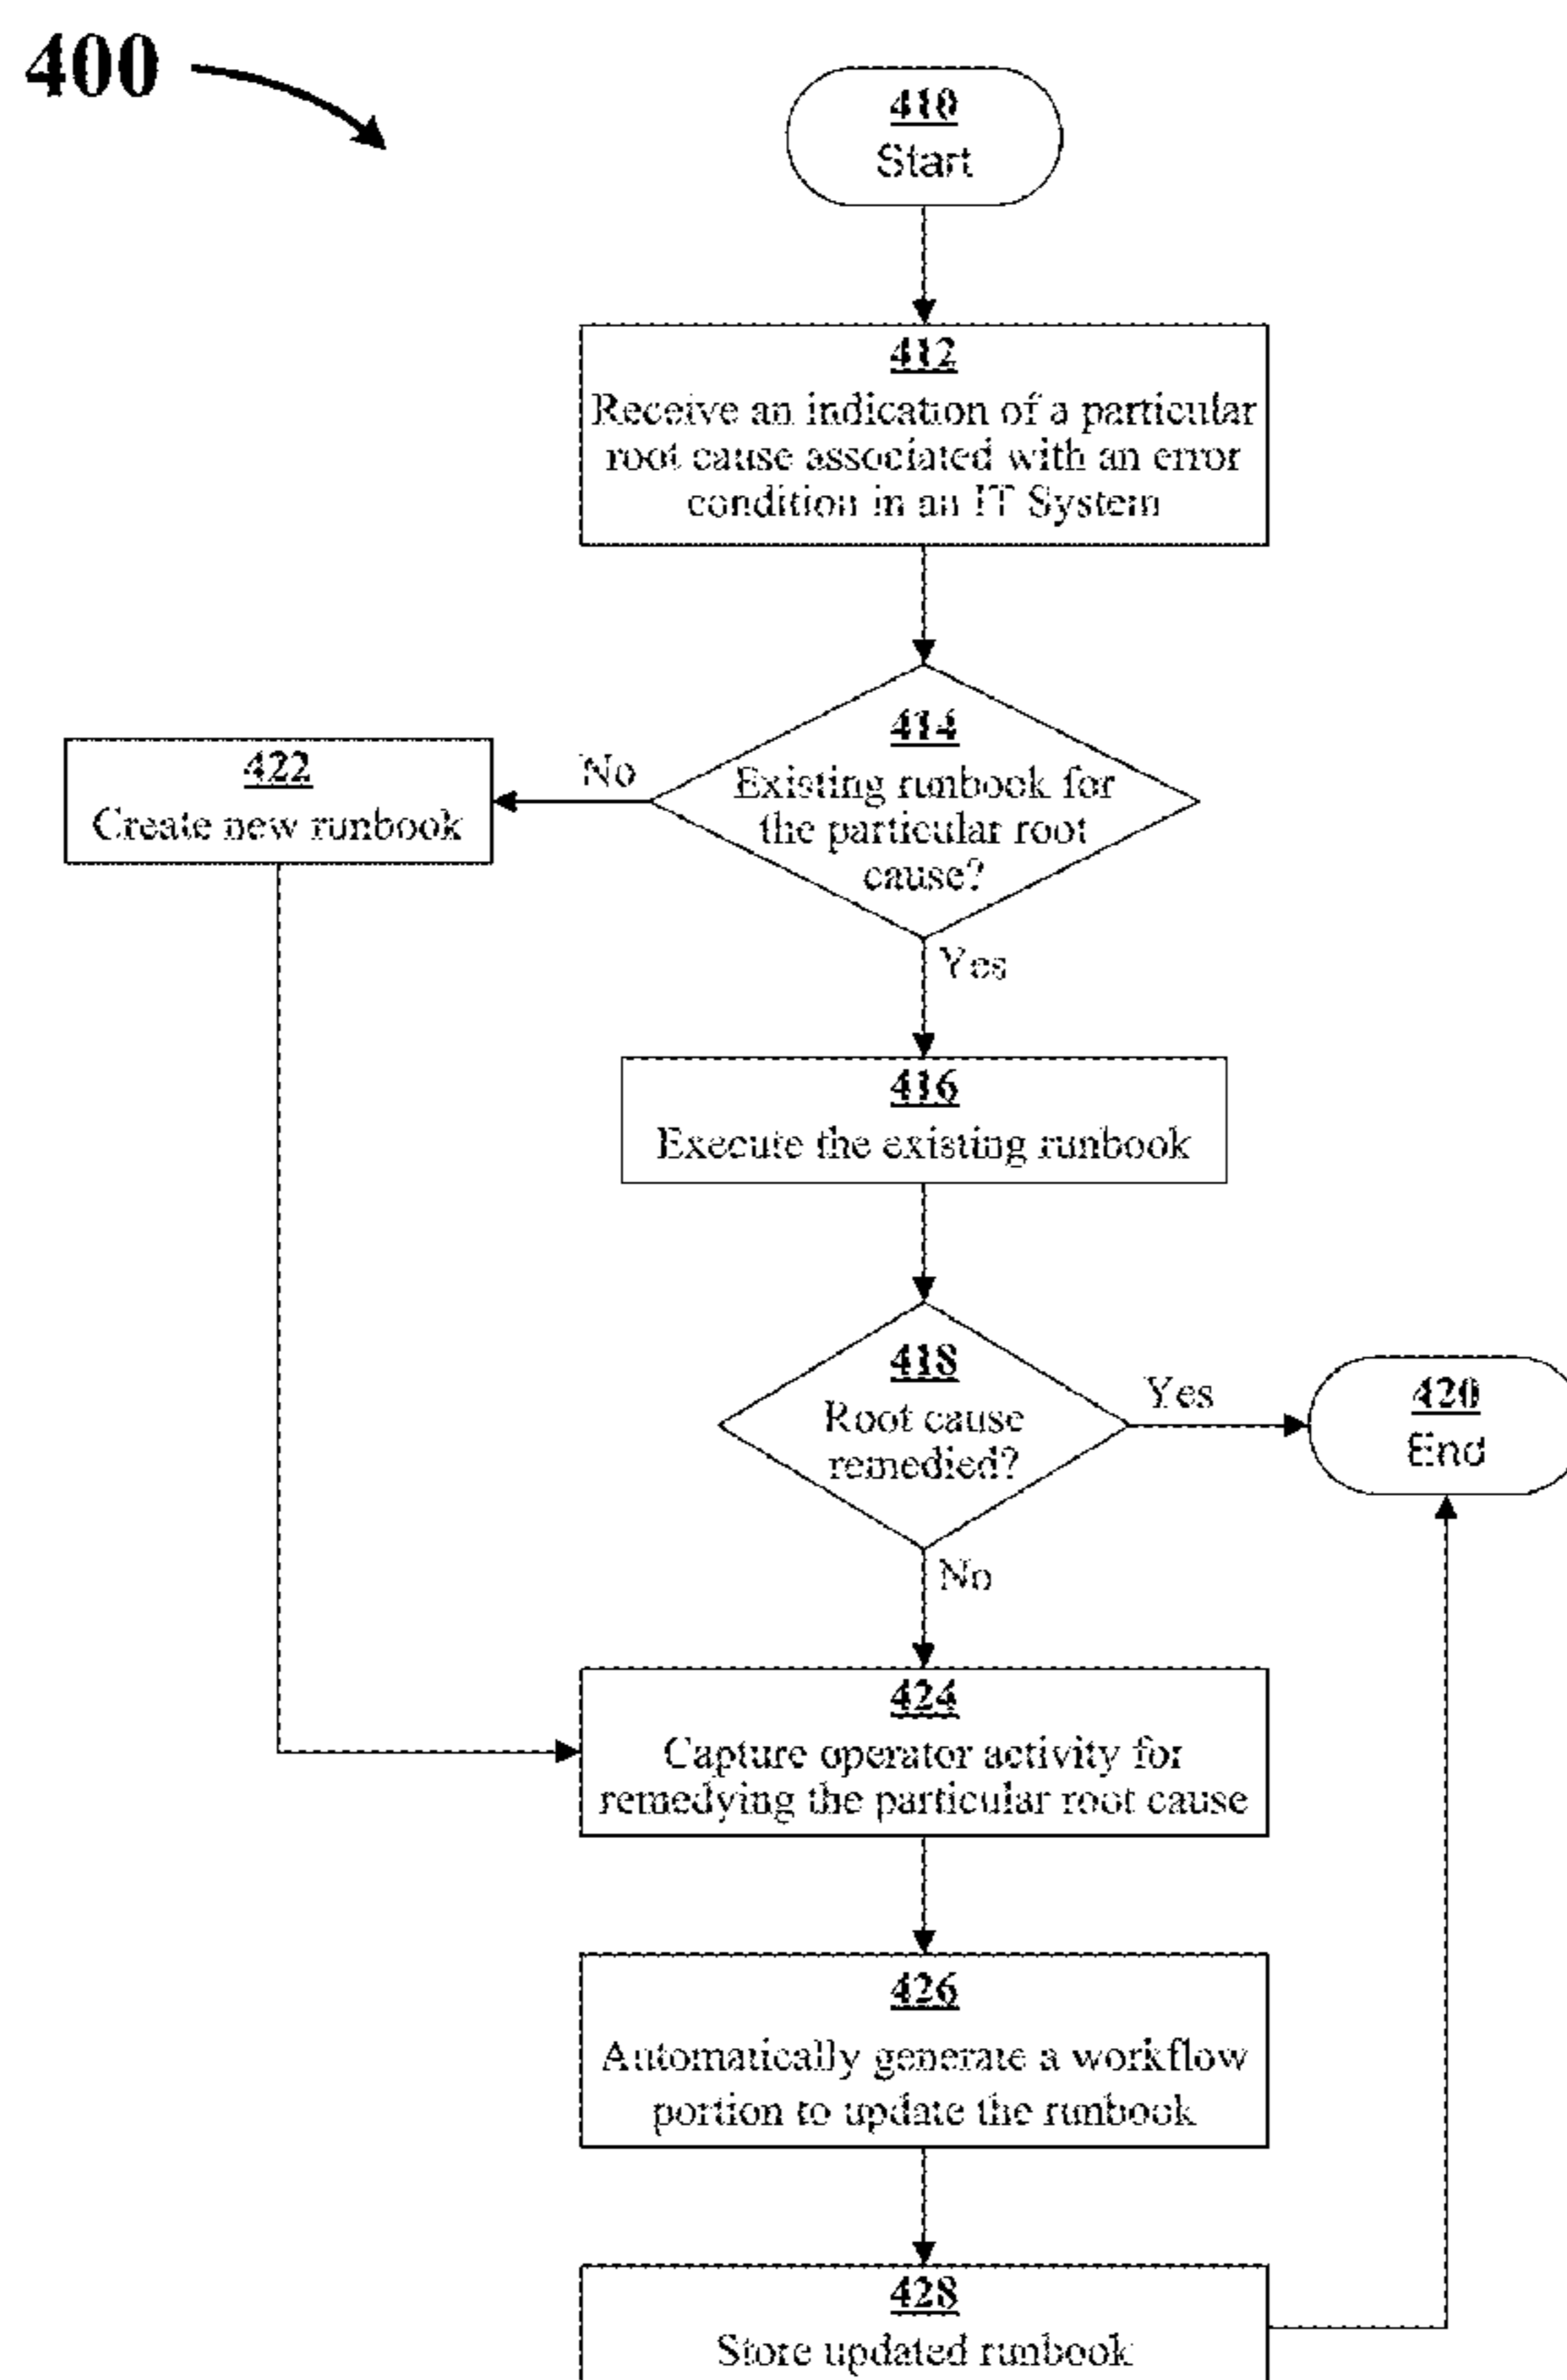 400
410
Start
412
Receive an indication of a particular
root cause associated with an error
condition in an IT System
414
Existing runbook for
the particular root
cause?
No
422
Create new runbook
Yes
416
Execute the existing runbook
418
Root cause
remedied?
Yes
420
End
No
424
Capture operator activity for
remedying the particular root cause
426
Automatically generate a workflow
portion to update the runbook
428
Store updated runbook